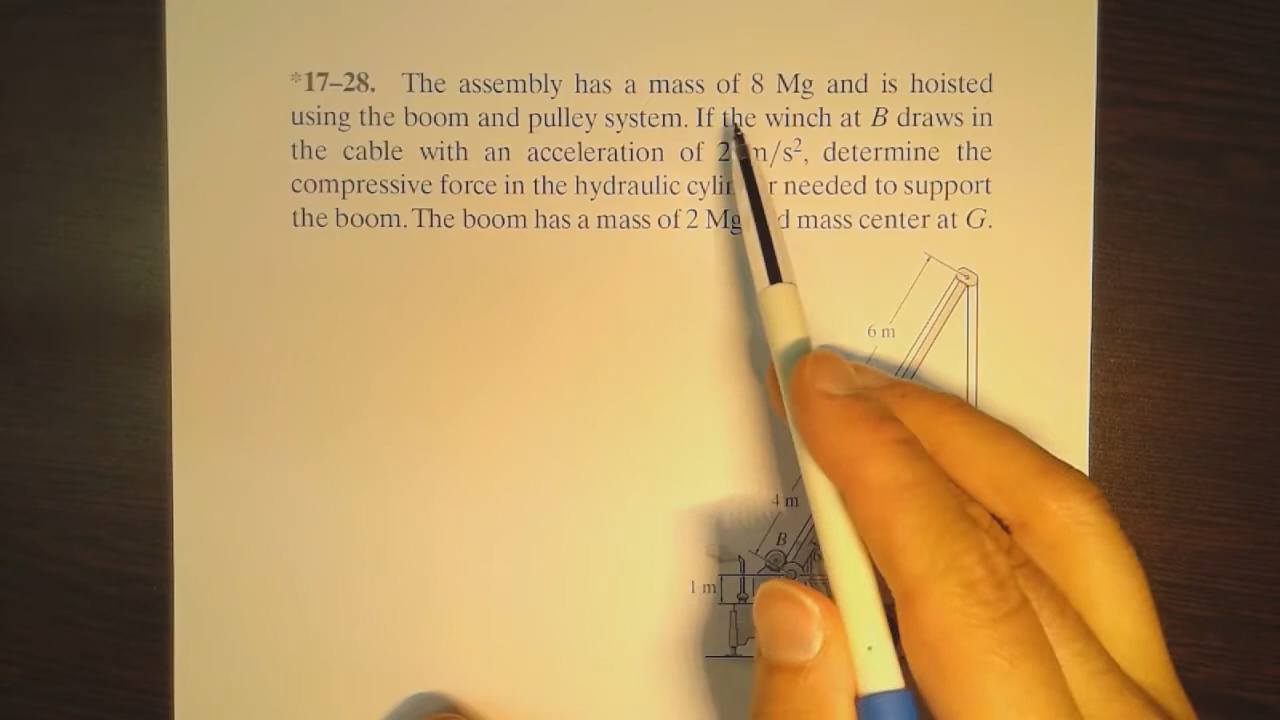 *17–28. The assembly has a mass of 8 Mg and is hoisted
using the boom and pulley system. If the winch at B draws in
the cable with an acceleration of 2 m/s², determine the
compressive force in the hydraulic needed to support
the boom. The boom has a mass of 2 Mg mass center at G.
6 m
4 m
B
1 m